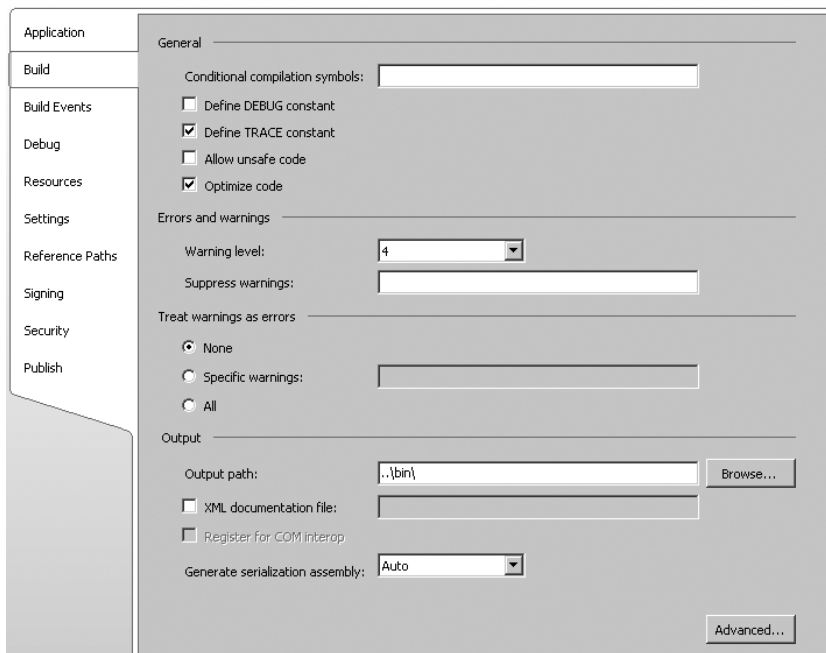 Application
Build
Build Events
Debug
Resources
Settings
Reference Paths
Signing
Security
Publish
General
Conditional compilation symbols:
Define DEBUG constant
Define TRACE constant
Allow unsafe code
Optimize code
Errors and warnings
Warning level: 4
Suppress warnings:
Treat warnings as errors
None
Specific warnings:
All
Output
Output path: ..\bin\ Browse...
XML documentation file:
Register for COM interop
Generate serialization assembly: Auto
Advanced...